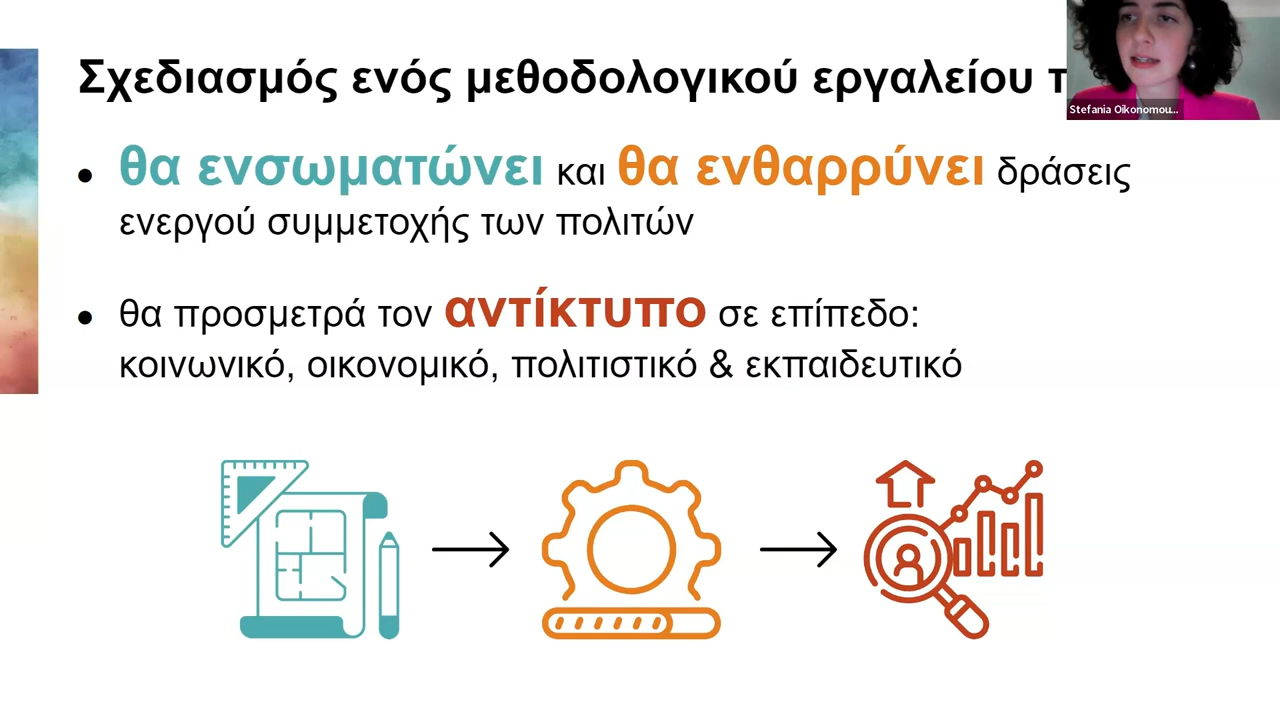 Σχεδιασμός ενός μεθοδολογικού εργαλείου
Stefania Oikonomou...
• θα ενσωματώνει και θα ενθαρρύνει δράσεις
ενεργού συμμετοχής των πολιτών
• θα προσμετρά τον αντίκτυπο σε επίπεδο:
κοινωνικό, οικονομικό, πολιτιστικό & εκπαιδευτικό